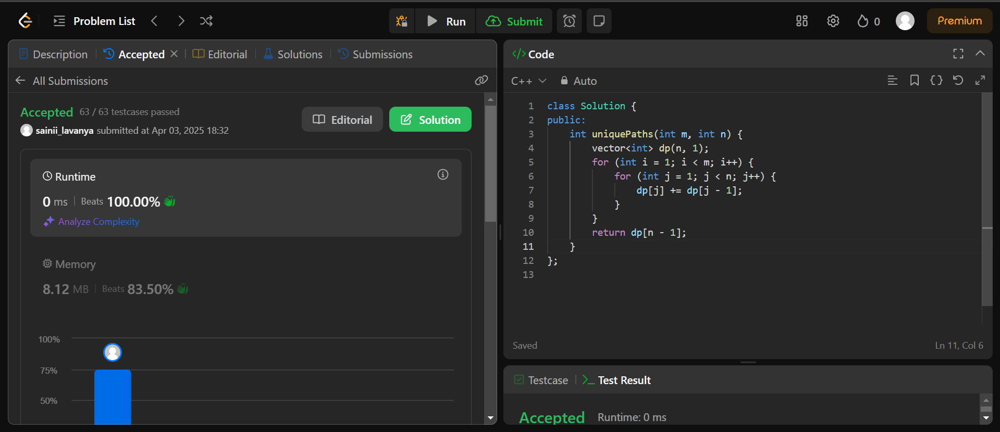 Problem List
Run
Submit
0
Premium
Description
Accepted
Editorial
Solutions
Submissions
All Submissions
Accepted 63 / 63 testcases passed
sainii_lavanya submitted at Apr 03, 2025 18:32
Editorial
Solution
Runtime
0 ms Beats 100.00%
Analyze Complexity
Memory
8.12 MB Beats 83.50%
100%
75%
50%
</> Code
C++
Auto
1 class Solution {
2 public:
3     int uniquePaths(int m, int n) {
4         vector<int> dp(n, 1);
5         for (int i = 1; i < m; i++) {
6             for (int j = 1; j < n; j++) {
7                 dp[j] += dp[j - 1];
8             }
9         }
10         return dp[n - 1];
11     }
12 };
13
Saved
Ln 11, Col 6
Testcase
Test Result
Accepted Runtime: 0 ms